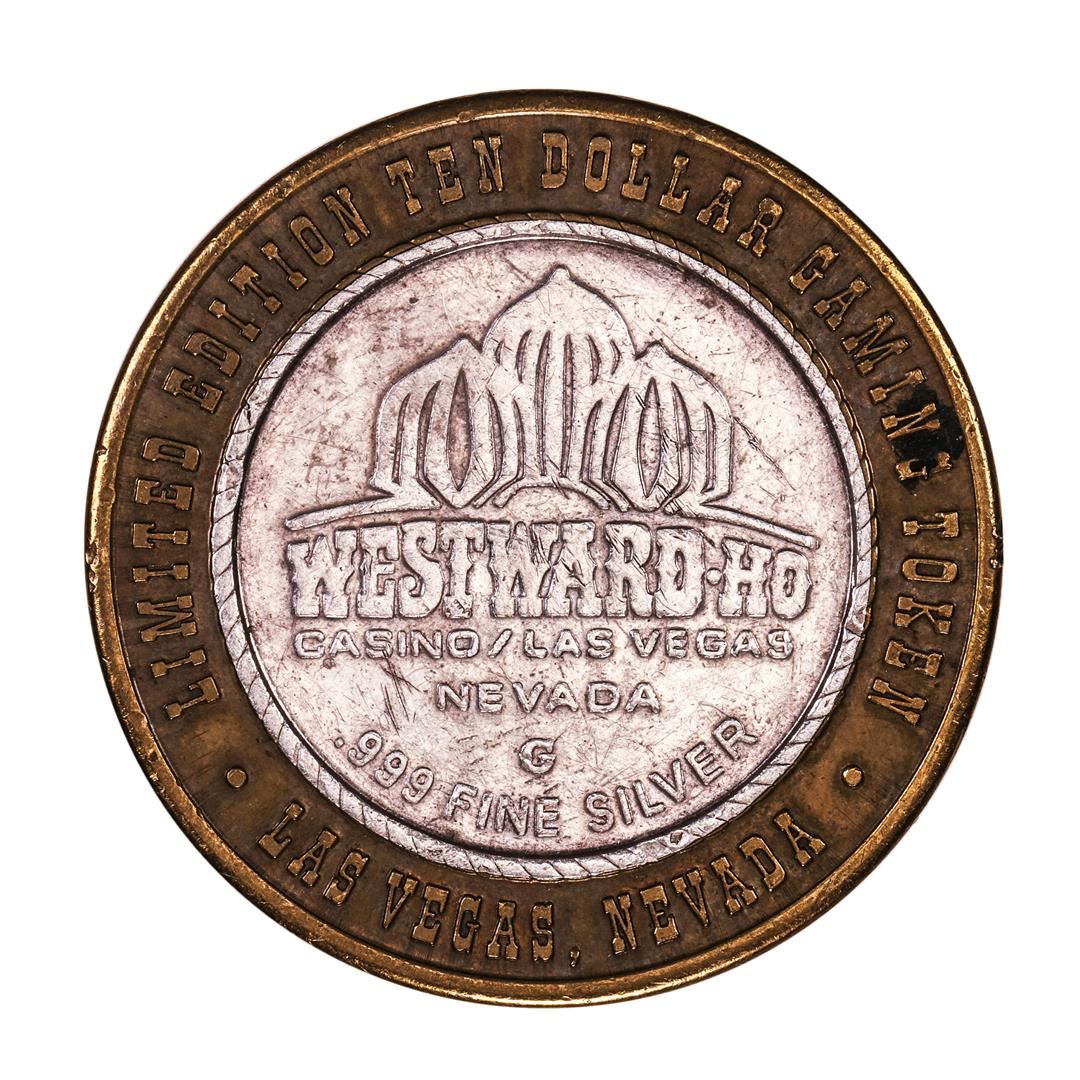 LIMITED EDITION TEN DOLLAR GAMING TOKEN
WESTWARD·HO
CASINO/LAS VEGAS
NEVADA
G
.999 FINE SILVER
• LAS VEGAS, NEVADA •